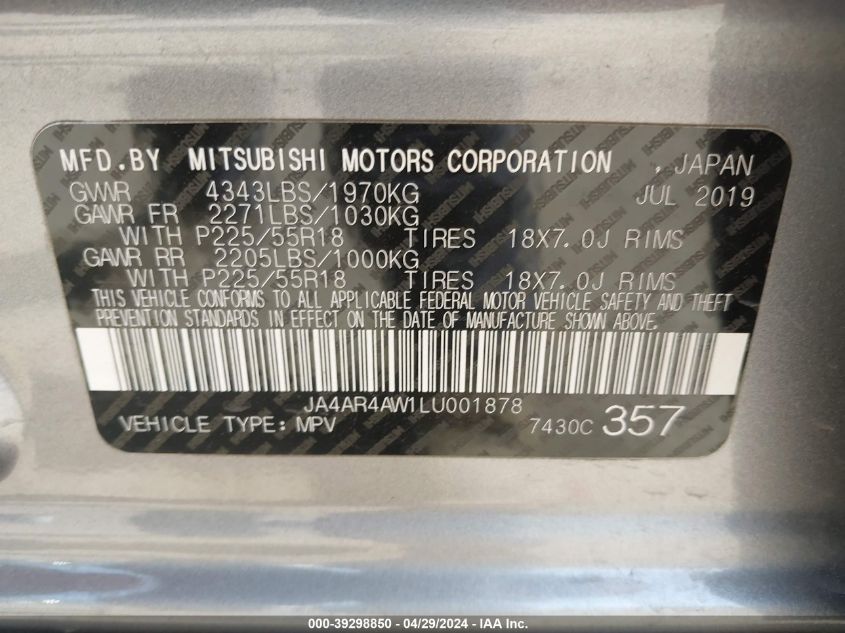 MFD.BY MITSUBISHI MOTORS CORPORATION , JAPAN
GVWR 4343LBS/1970KG JUL 2019
GAWR FR 2271LBS/1030KG
WITH P225/55R18 TIRES 18X7.0J RIMS
GAWR RR 2205LBS/1000KG
WITH P225/55R18 TIRES 18X7.0J RIMS
THIS VEHICLE CONFORMS TO ALL APPLICABLE FEDERAL MOTOR VEHICLE SAFETY AND THEFT
PREVENTION STANDARDS IN EFFECT ON THE DATE OF MANUFACTURE SHOWN ABOVE.
JA4AR4AW1LU001878
VEHICLE TYPE: MPV 7430C 357
000-39298850 - 04/29/2024 - IAA Inc.